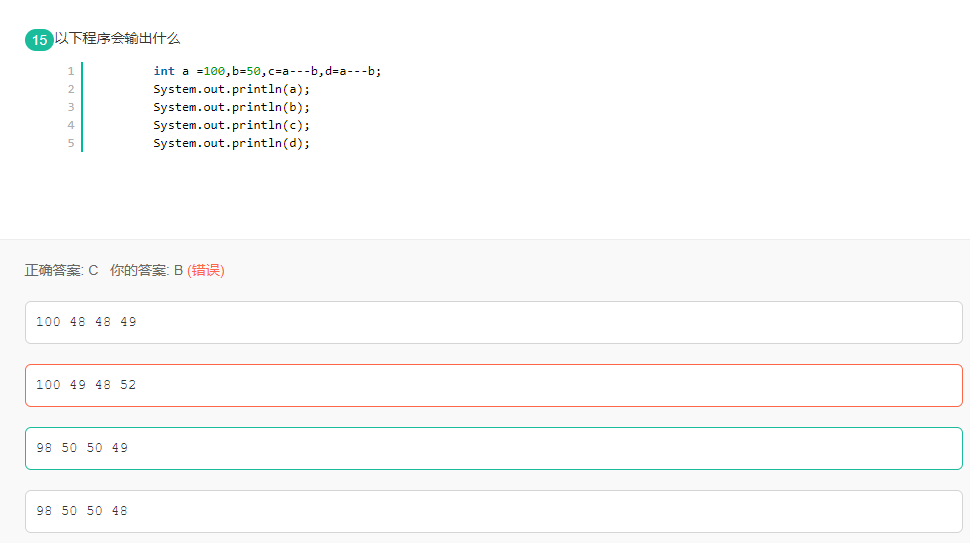 15 以下程序会输出什么
1 int a =100,b=50,c=a---b,d=a---b;
2 System.out.println(a);
3 System.out.println(b);
4 System.out.println(c);
5 System.out.println(d);
正确答案: C 你的答案: B (错误)
100 48 48 49
100 49 48 52
98 50 50 49
98 50 50 48